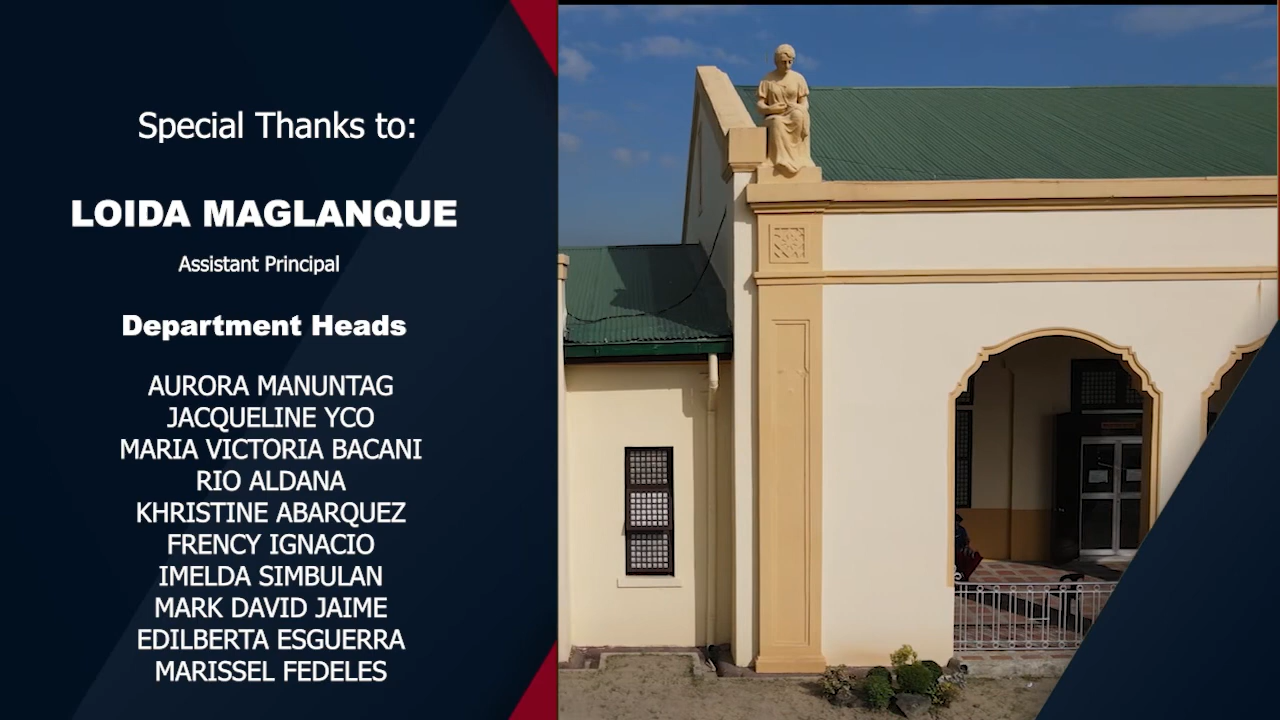 Special Thanks to:
LOIDA MAGLANQUE
Assistant Principal
Department Heads
AURORA MANUNTAG
JACQUELINE YCO
MARIA VICTORIA BACANI
RIO ALDANA
KHRISTINE ABARQUEZ
FRENCY IGNACIO
IMELDA SIMBULAN
MARK DAVID JAIME
EDILBERTA ESGUERRA
MARISSEL FEDELES